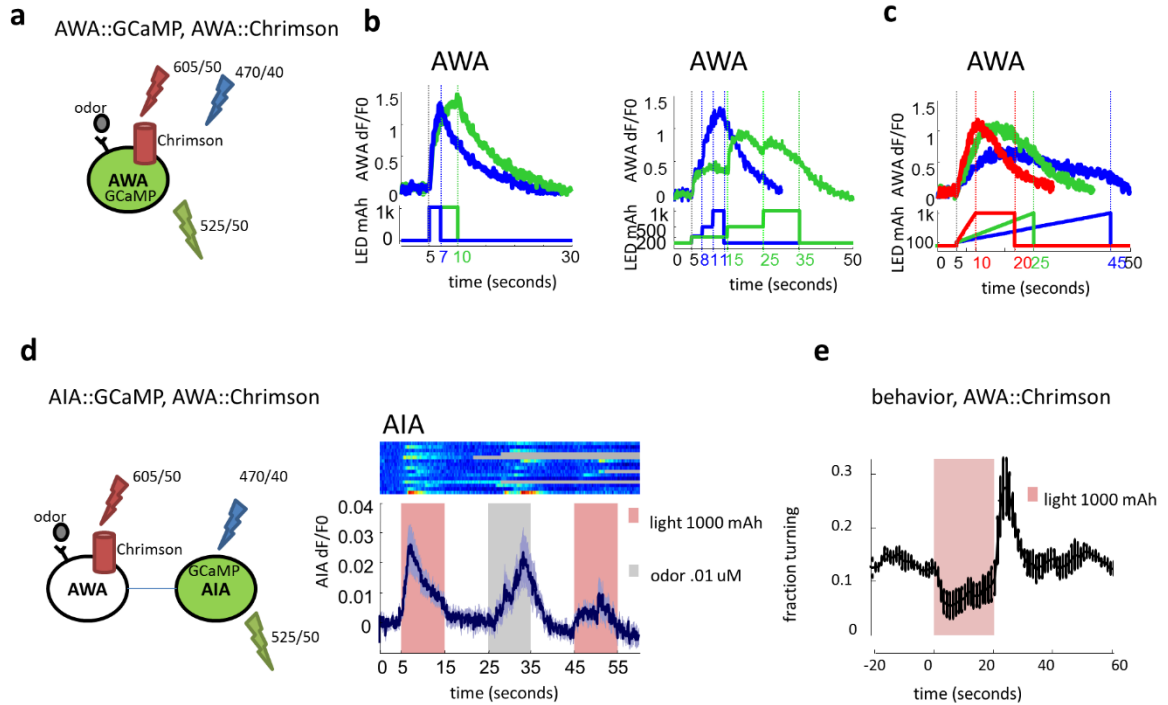 a
AWA::GCaMP, AWA::Chrimson
605/50
470/40
odor
Chrimson
AWA
GCaMP
525/50
b
AWA
AWA dF/F0
1.5
1
0.5
0
LED mAh
1k
0
5 7 10 30
time (seconds)
AWA
AWA dF/F0
1.5
1
0.5
0
LED mAh
1k
500
200
0 5 8 11 15 25 35 50
time (seconds)
c
AWA
AWA dF/F0
1.5
1
0.5
0
LED mAh
1k
100
0 5 10 20 25 45 50
time (seconds)
d
AIA::GCaMP, AWA::Chrimson
605/50
470/40
odor
Chrimson
AWA
GCaMP
AIA
525/50
AIA
AIA dF/F0
0.04
0.03
0.02
0.01
0
light 1000 mAh
odor .01 uM
0 5 15 25 35 45 55
time (seconds)
e
behavior, AWA::Chrimson
fraction turning
0.3
0.2
0.1
0
light 1000 mAh
-20 0 20 40 60
time (seconds)